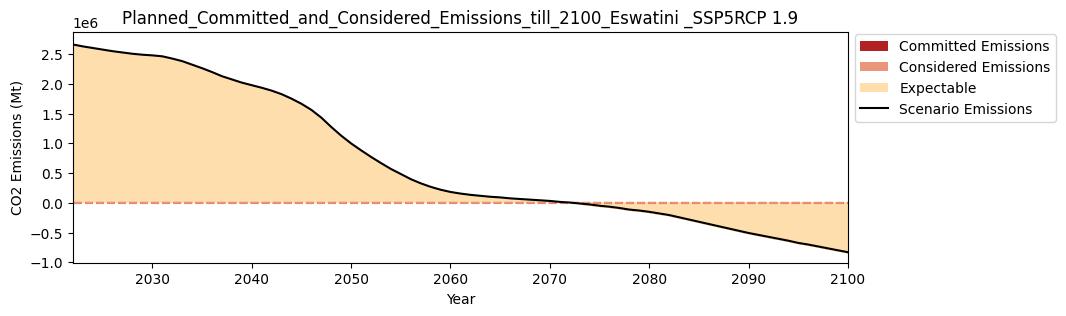 Planned_Committed_and_Considered_Emissions_till_2100_Eswatini _SSP5RCP 1.9
1e6
2.5
2.0
1.5
1.0
0.5
0.0
−0.5
−1.0
CO2 Emissions (Mt)
2030
2040
2050
2060
2070
2080
2090
2100
Year
Committed Emissions
Considered Emissions
Expectable
Scenario Emissions